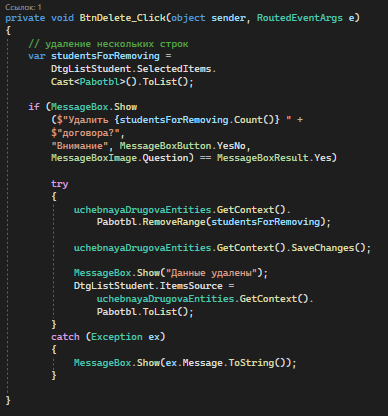 Ссылок: 1
private void BtnDelete_Click(object sender, RoutedEventArgs e)
{
// удаление нескольких строк
var studentsForRemoving =
DtgListStudent.SelectedItems.
Cast<Pabotbl>().ToList();
if (MessageBox.Show
($"Удалить {studentsForRemoving.Count()} " +
$"договора?",
"Внимание", MessageBoxButton.YesNo,
MessageBoxImage.Question) == MessageBoxResult.Yes)
try
{
uchebnayaDrugovaEntities.GetContext().
Pabotbl.RemoveRange(studentsForRemoving);
uchebnayaDrugovaEntities.GetContext().SaveChanges();
MessageBox.Show("Данные удалены");
DtgListStudent.ItemsSource =
uchebnayaDrugovaEntities.GetContext().
Pabotbl.ToList();
}
catch (Exception ex)
{
MessageBox.Show(ex.Message.ToString());
}
}